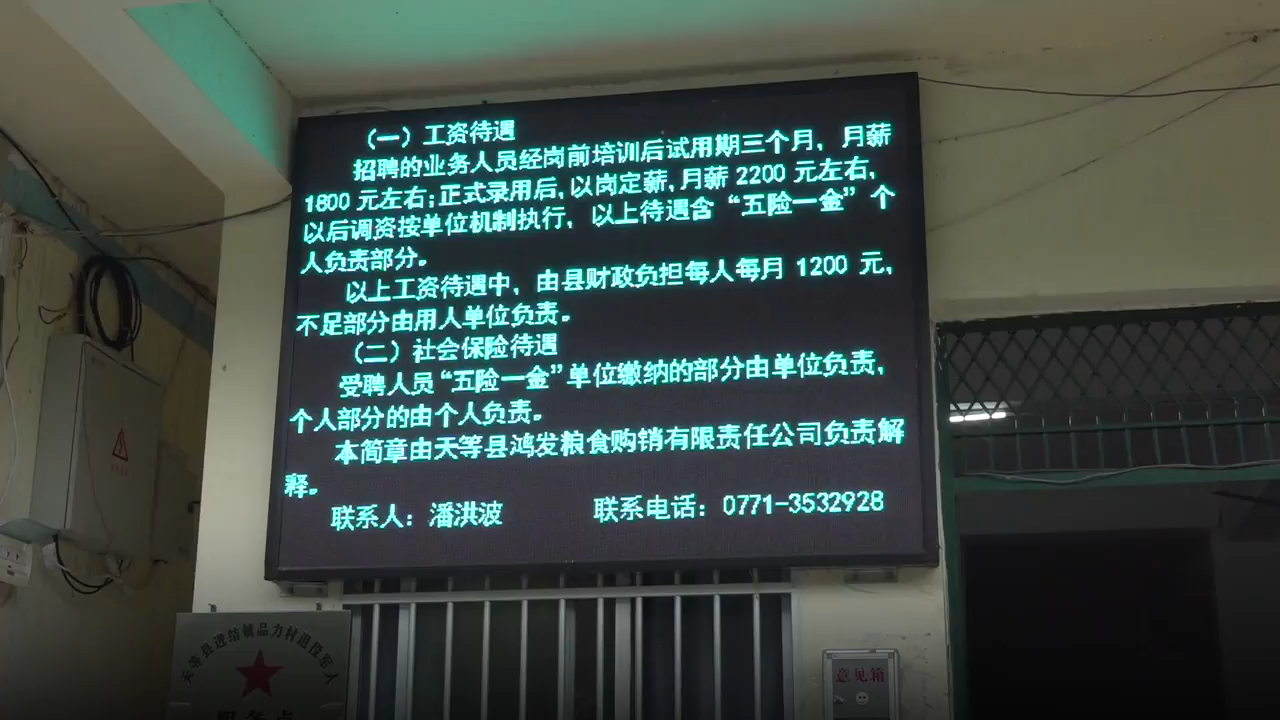 （一）工资待遇
招聘的业务人员经岗前培训后试用期三个月，月薪
1800 元左右；正式录用后，以岗定薪，月薪 2200 元左右，
以后调资按单位机制执行，以上待遇含“五险一金”个
人负责部分。
以上工资待遇中，由县财政负担每人每月 1200 元，
不足部分由用人单位负责。
（二）社会保险待遇
受聘人员“五险一金”单位缴纳的部分由单位负责，
个人部分的由个人负责。
本简章由天等县鸿发粮食购销有限责任公司负责解
释。
联系人：潘洪波 联系电话：0771-3532928
意见箱